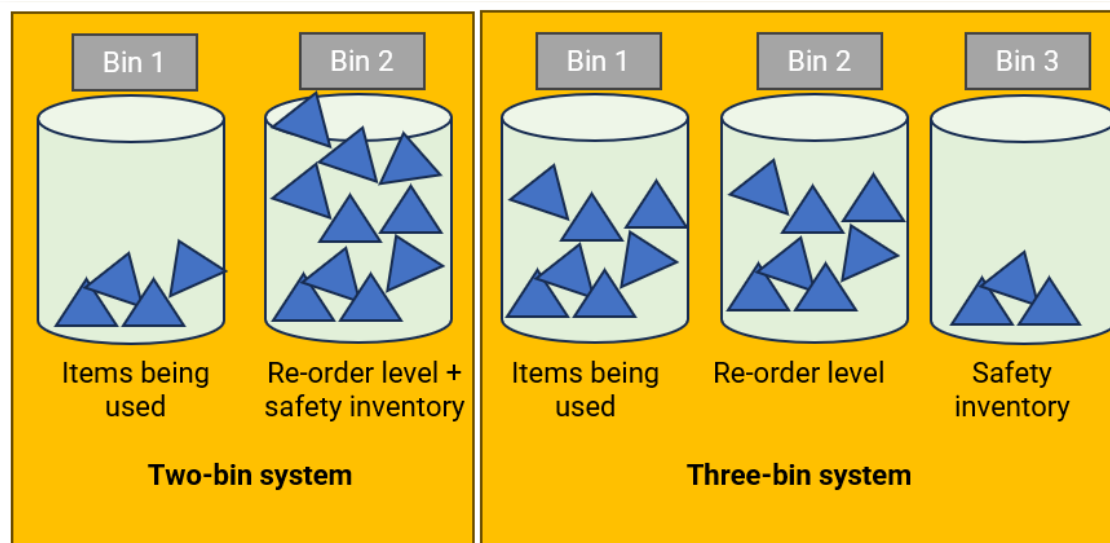 Bin 1
Bin 2
Items being
used
Re-order level +
safety inventory
Two-bin system
Bin 1
Bin 2
Bin 3
Items being
used
Re-order level
Safety
inventory
Three-bin system